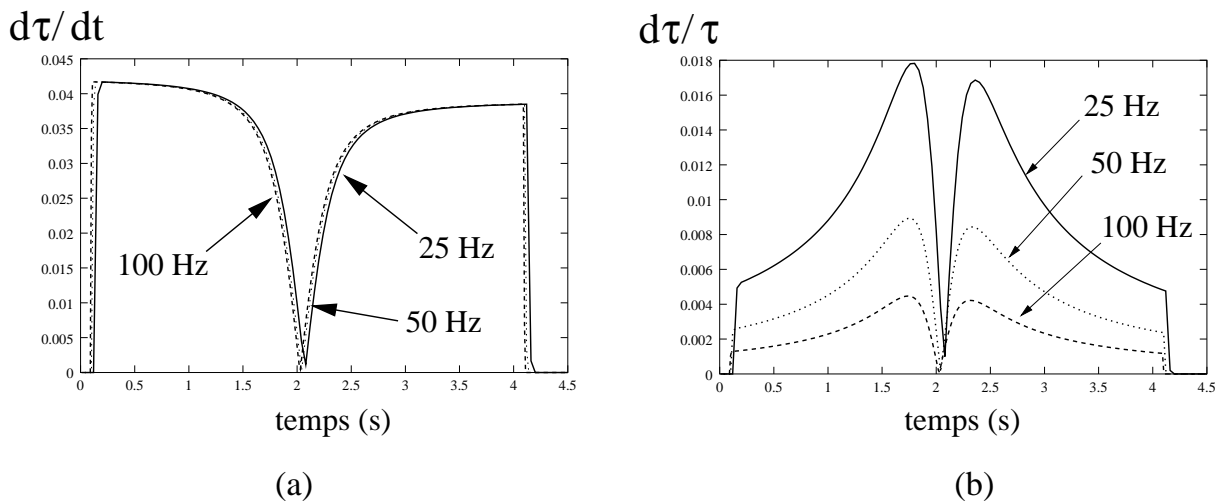 dτ/ dt
0.045
0.04
0.035
0.03
0.025
0.02
0.015
0.01
0.005
0
0 0.5 1 1.5 2 2.5 3 3.5 4 4.5
100 Hz
25 Hz
50 Hz
temps (s)
(a)
dτ/ τ
0.018
0.016
0.014
0.012
0.01
0.008
0.006
0.004
0.002
0
0 0.5 1 1.5 2 2.5 3 3.5 4 4.5
25 Hz
50 Hz
100 Hz
temps (s)
(b)